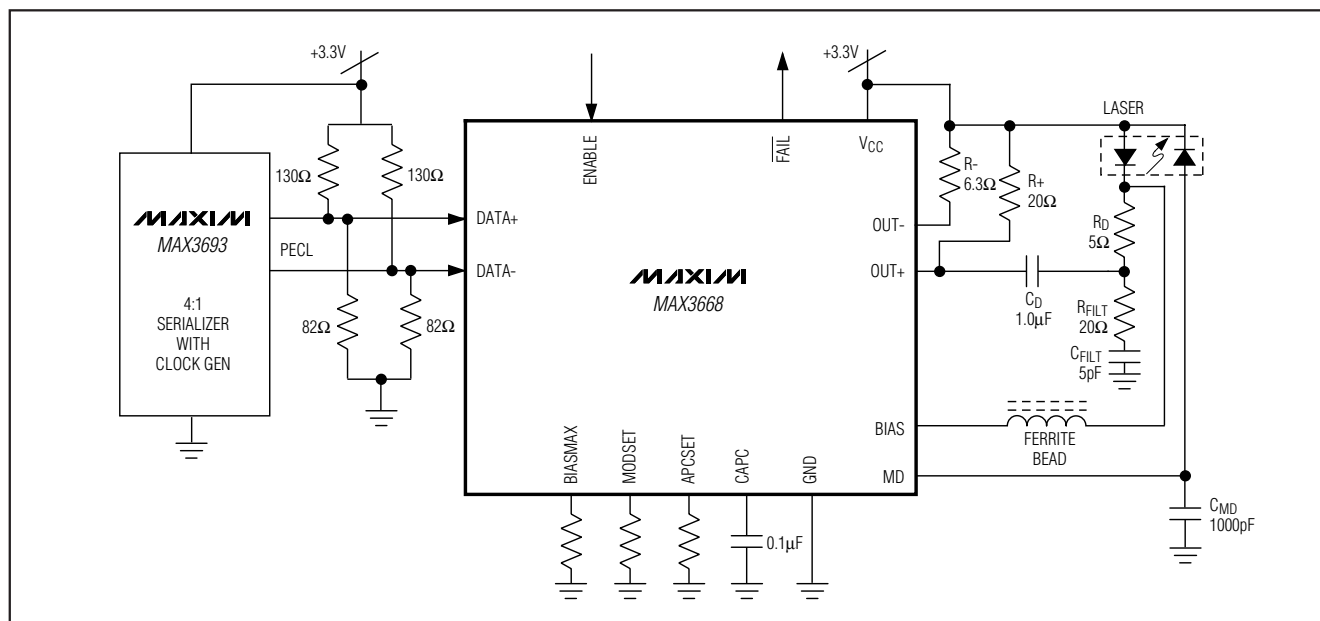 +3.3V
+3.3V
LASER
ENABLE
FAIL
VCC
130Ω
130Ω
R-
6.3Ω
R+
20Ω
MAXIM
MAX3693
DATA+
OUT-
RD
5Ω
PECL
DATA-
MAXIM
MAX3668
OUT+
CD
1.0µF
4:1
SERIALIZER
WITH
CLOCK GEN
82Ω
82Ω
RFILT
20Ω
CFILT
5pF
BIASMAX
MODSET
APCSET
CAPC
GND
BIAS
FERRITE
BEAD
MD
0.1µF
CMD
1000pF